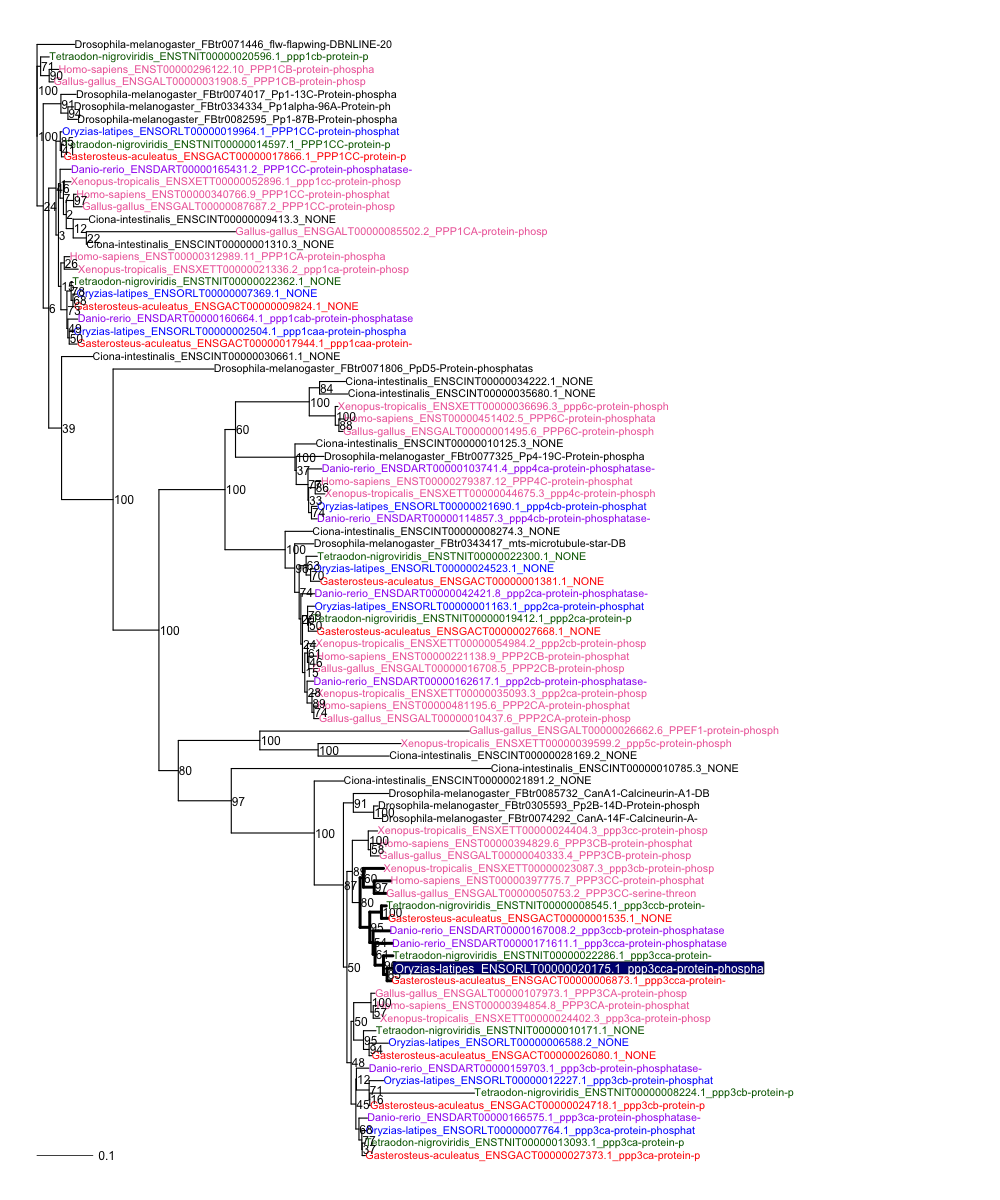 Drosophila-melanogaster_FBtr0071446_flw-flapwing-DBNLINE-20
Tetraodon-nigroviridis_ENSTNIT00000020596.1_ppp1cb-protein-p
71
Homo-sapiens_ENST00000296122.10_PPP1CB-protein-phospha
90
Gallus-gallus_ENSGALT00000031908.5_PPP1CB-protein-phosp
100
Drosophila-melanogaster_FBtr0074017_Pp1-13C-Protein-phospha
91
Drosophila-melanogaster_FBtr0334334_Pp1alpha-96A-Protein-ph
94
Drosophila-melanogaster_FBtr0082595_Pp1-87B-Protein-phospha
100
Oryzias-latipes_ENSORLT00000019964.1_PPP1CC-protein-phosphat
Tetraodon-nigroviridis_ENSTNIT00000014597.1_PPP1CC-protein-p
Gasterosteus-aculeatus_ENSGACT00000017866.1_PPP1CC-protein-p
Danio-rerio_ENSDART00000165431.2_PPP1CC-protein-phosphatase-
46
Xenopus-tropicalis_ENSXETT00000052896.1_ppp1cc-protein-phosp
7
97
Homo-sapiens_ENST00000340766.9_PPP1CC-protein-phosphat
24
Gallus-gallus_ENSGALT00000087687.2_PPP1CC-protein-phosp
2
Ciona-intestinalis_ENSCINT00000009413.3_NONE
12
3
22
Gallus-gallus_ENSGALT00000085502.2_PPP1CA-protein-phosp
Ciona-intestinalis_ENSCINT00000001310.3_NONE
Homo-sapiens_ENST00000312989.11_PPP1CA-protein-phospha
26
Xenopus-tropicalis_ENSXETT00000021336.2_ppp1ca-protein-phosp
Tetraodon-nigroviridis_ENSTNIT00000022362.1_NONE
15
Oryzias-latipes_ENSORLT00000007369.1_NONE
68
6
Gasterosteus-aculeatus_ENSGACT00000009824.1_NONE
73
Danio-rerio_ENSDART00000160664.1_ppp1cab-protein-phosphatase
49
Oryzias-latipes_ENSORLT00000002504.1_ppp1caa-protein-phospha
50
Gasterosteus-aculeatus_ENSGACT00000017944.1_ppp1caa-protein-
Ciona-intestinalis_ENSCINT00000030661.1_NONE
Drosophila-melanogaster_FBtr0071806_PpD5-Protein-phosphatas
39
Ciona-intestinalis_ENSCINT00000034222.1_NONE
84
Ciona-intestinalis_ENSCINT00000035680.1_NONE
100
Xenopus-tropicalis_ENSXETT00000036696.3_ppp6c-protein-phosph
100
Homo-sapiens_ENST00000451402.5_PPP6C-protein-phosphata
88
Gallus-gallus_ENSGALT00000001495.6_PPP6C-protein-phosph
60
Ciona-intestinalis_ENSCINT00000010125.3_NONE
100
Drosophila-melanogaster_FBtr0077325_Pp4-19C-Protein-phospha
37
Danio-rerio_ENSDART00000103741.4_ppp4ca-protein-phosphatase-
Homo-sapiens_ENST00000279387.12_PPP4C-protein-phosphat
Xenopus-tropicalis_ENSXETT00000044675.3_ppp4c-protein-phosph
33
Oryzias-latipes_ENSORLT00000021690.1_ppp4cb-protein-phosphat
74
Danio-rerio_ENSDART00000114857.3_ppp4cb-protein-phosphatase-
100
100
Ciona-intestinalis_ENSCINT00000008274.3_NONE
Drosophila-melanogaster_FBtr0343417_mts-microtubule-star-DB
100
Tetraodon-nigroviridis_ENSTNIT00000022300.1_NONE
63
Oryzias-latipes_ENSORLT00000024523.1_NONE
70
Gasterosteus-aculeatus_ENSGACT00000001381.1_NONE
74
Danio-rerio_ENSDART00000042421.8_ppp2ca-protein-phosphatase-
Oryzias-latipes_ENSORLT00000001163.1_ppp2ca-protein-phosphat
79
Tetraodon-nigroviridis_ENSTNIT00000019412.1_ppp2ca-protein-p
50
Gasterosteus-aculeatus_ENSGACT00000027668.1_NONE
24
Xenopus-tropicalis_ENSXETT00000054984.2_ppp2cb-protein-phosp
61
Homo-sapiens_ENST00000221138.9_PPP2CB-protein-phosphat
46
Gallus-gallus_ENSGALT00000016708.5_PPP2CB-protein-phosp
15
Danio-rerio_ENSDART00000162617.1_ppp2cb-protein-phosphatase-
28
Xenopus-tropicalis_ENSXETT00000035093.3_ppp2ca-protein-phosp
Homo-sapiens_ENST00000481195.6_PPP2CA-protein-phosphat
74
Gallus-gallus_ENSGALT00000010437.6_PPP2CA-protein-phosp
100
Gallus-gallus_ENSGALT00000026662.6_PPEF1-protein-phosph
100
Xenopus-tropicalis_ENSXETT00000039599.2_ppp5c-protein-phosph
100
Ciona-intestinalis_ENSCINT00000028169.2_NONE
80
Ciona-intestinalis_ENSCINT00000010785.3_NONE
97
Ciona-intestinalis_ENSCINT00000021891.2_NONE
Drosophila-melanogaster_FBtr0085732_CanA1-Calcineurin-A1-DB
91
Drosophila-melanogaster_FBtr0305593_Pp2B-14D-Protein-phosph
100
Drosophila-melanogaster_FBtr0074292_CanA-14F-Calcineurin-A-
100
Xenopus-tropicalis_ENSXETT00000024404.3_ppp3cc-protein-phosp
100
Homo-sapiens_ENST00000394829.6_PPP3CB-protein-phosphat
58
Gallus-gallus_ENSGALT00000040333.4_PPP3CB-protein-phosp
Xenopus-tropicalis_ENSXETT00000023087.3_ppp3cb-protein-phosp
60
Homo-sapiens_ENST00000397775.7_PPP3CC-protein-phosphat
87
97
Gallus-gallus_ENSGALT00000050753.2_PPP3CC-serine-threon
80
Tetraodon-nigroviridis_ENSTNIT00000008545.1_ppp3ccb-protein-
100
Gasterosteus-aculeatus_ENSGACT00000001535.1_NONE
95
Danio-rerio_ENSDART00000167008.2_ppp3ccb-protein-phosphatase
Danio-rerio_ENSDART00000171611.1_ppp3cca-protein-phosphatase
61
Tetraodon-nigroviridis_ENSTNIT00000022286.1_ppp3cca-protein-
Oryzias-latipes_ENSORLT00000020175.1_ppp3cca-protein-phospha
50
Gasterosteus-aculeatus_ENSGACT00000006873.1_ppp3cca-protein-
Gallus-gallus_ENSGALT00000107973.1_PPP3CA-protein-phosp
100
Homo-sapiens_ENST00000394854.8_PPP3CA-protein-phosphat
57
Xenopus-tropicalis_ENSXETT00000024402.3_ppp3ca-protein-phosp
50
Tetraodon-nigroviridis_ENSTNIT00000010171.1_NONE
95
Oryzias-latipes_ENSORLT00000006588.2_NONE
94
Gasterosteus-aculeatus_ENSGACT00000026080.1_NONE
48
Danio-rerio_ENSDART00000159703.1_ppp3cb-protein-phosphatase-
12
Oryzias-latipes_ENSORLT00000012227.1_ppp3cb-protein-phosphat
71
Tetraodon-nigroviridis_ENSTNIT00000008224.1_ppp3cb-protein-p
16
45
Gasterosteus-aculeatus_ENSGACT00000024718.1_ppp3cb-protein-p
Danio-rerio_ENSDART00000166575.1_ppp3ca-protein-phosphatase-
68
Oryzias-latipes_ENSORLT00000007764.1_ppp3ca-protein-phosphat
77
Tetraodon-nigroviridis_ENSTNIT00000013093.1_ppp3ca-protein-p
37
Gasterosteus-aculeatus_ENSGACT00000027373.1_ppp3ca-protein-p
0.1